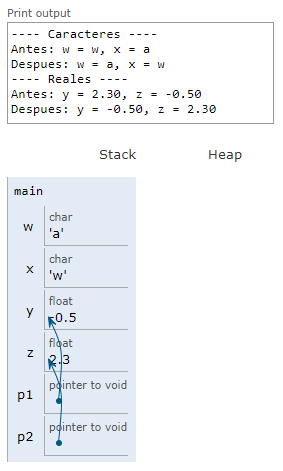 Print output
---- Caracteres ----
Antes: w = w, x = a
Despues: w = a, x = w
---- Reales ----
Antes: y = 2.30, z = -0.50
Despues: y = -0.50, z = 2.30
Stack Heap
main
char
w 'a'
char
x 'w'
float
y -0.5
float
z 2.3
pointer to void
p1
pointer to void
p2